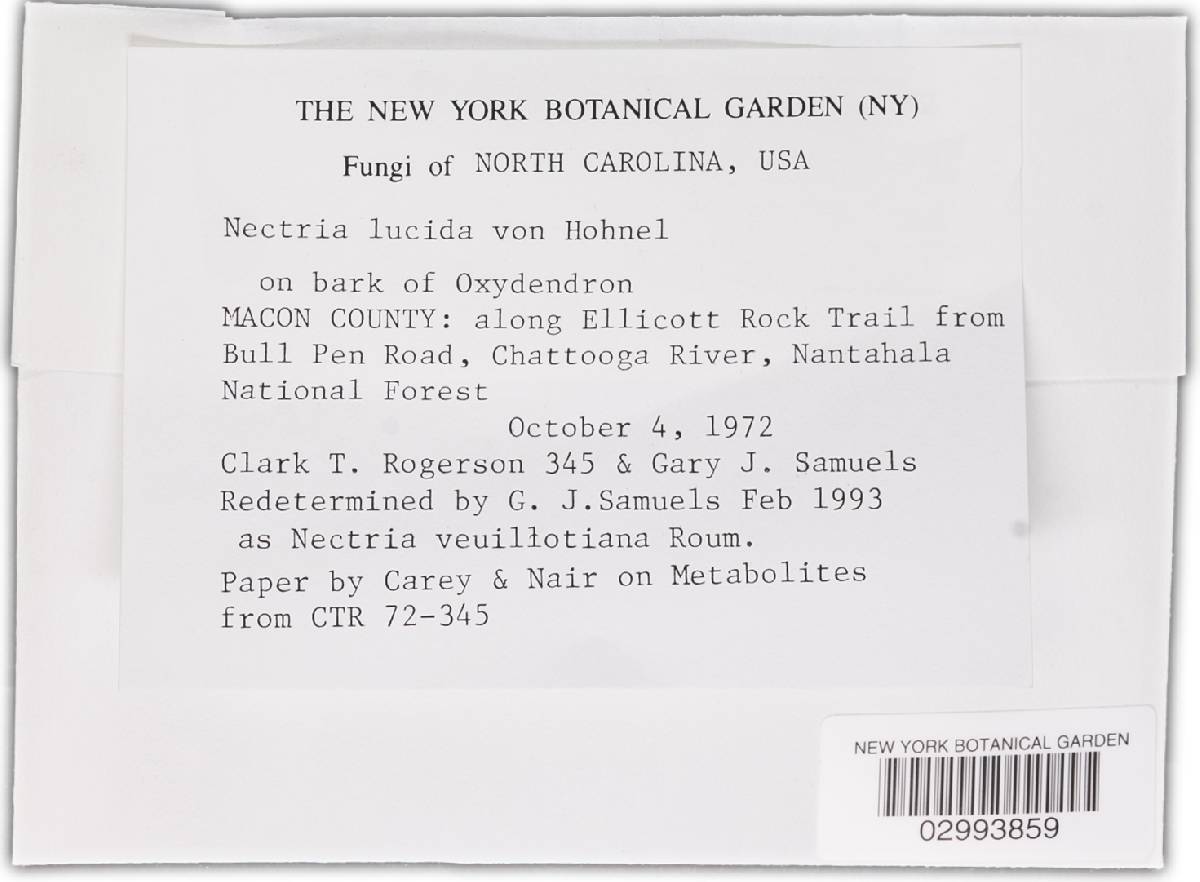 THE NEW YORK BOTANICAL GARDEN (NY)
Fungi of NORTH CAROLINA, USA
Nectria lucida von Hohnel
on bark of Oxydendron
MACON COUNTY: along Ellicott Rock Trail from
Bull Pen Road, Chattooga River, Nantahala
National Forest
October 4, 1972
Clark T. Rogerson 345 & Gary J. Samuels
Redetermined by G. J.Samuels Feb 1993
as Nectria veuillotiana Roum.
Paper by Carey & Nair on Metabolites
from CTR 72-345
NEW YORK BOTANICAL GARDEN
02993859